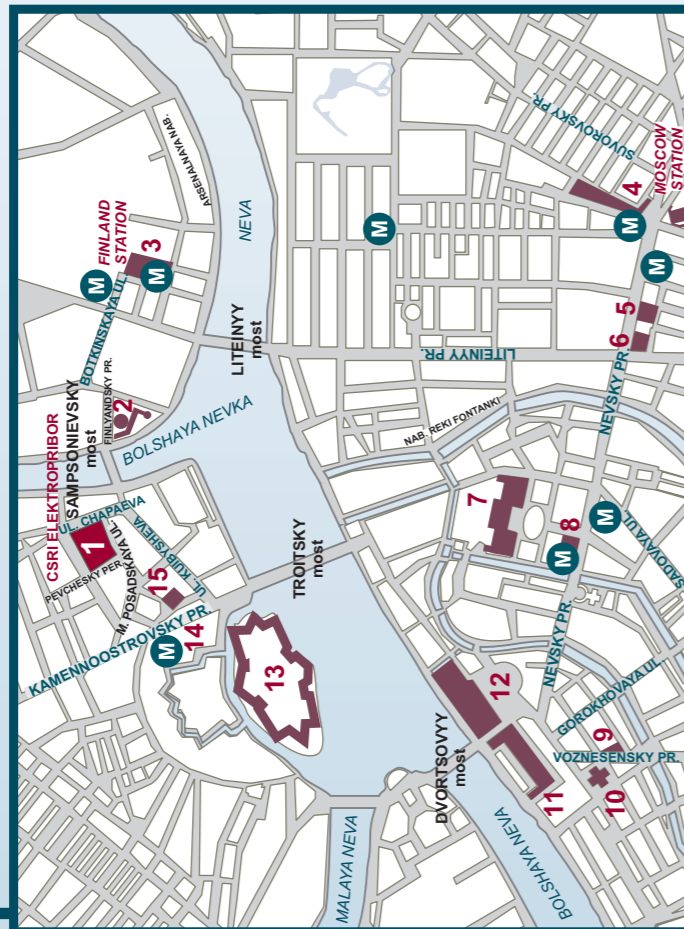 CSRI ELEKTROPRIBOR
SAMPSONIEVSKY
most
1
UL. CHAPAEVA
PEVCHESKY PER.
M. POSADSKAYA UL.
15
UL. KUIBYSHEVA
KAMENNOOSTROVSKY PR.
M
14
13
FINLYANDSKY PR.
2
BOTKINSKAYA UL.
M
FINLAND
STATION
3
M
ARSENALNAYA NAB.
BOLSHAYA NEVKA
NEVA
LITEINYY
most
TROITSKY
most
MALAYA NEVA
DVORTSOVYY
most
BOLSHAYA NEVA
11
12
10
9
VOZNESENSKY PR.
GOROKHOVAYA UL.
NEVSKY PR.
M
8
M
SADOVAYA UL.
7
NAB. REKI FONTANKI
LITEINYY PR.
NEVSKY PR.
6
5
M
M
M
4
MOSCOW
STATION
SUVOROVSKY PR.